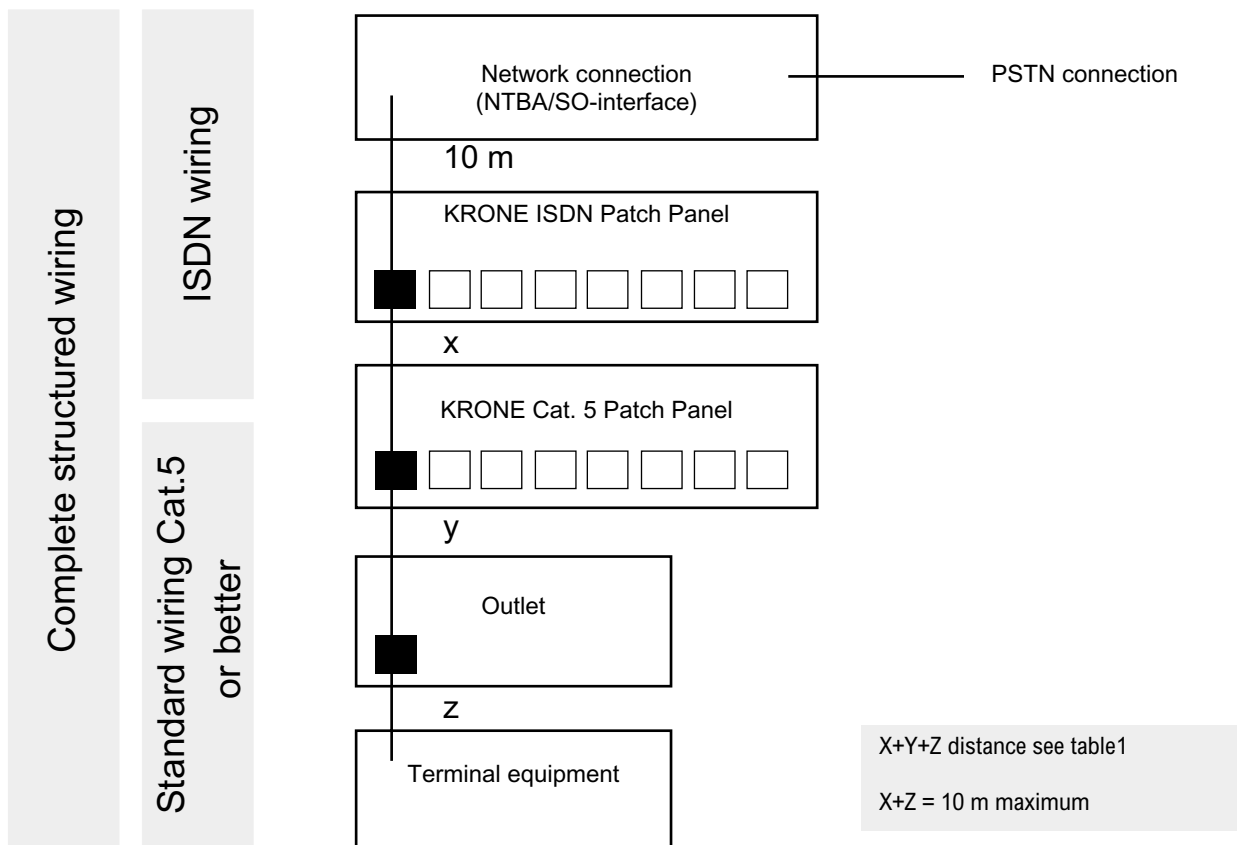 Complete structured wiring
ISDN wiring
Standard wiring Cat.5
or better
Network connection
(NTBA/SO-interface)
PSTN connection
10 m
KRONE ISDN Patch Panel
x
KRONE Cat. 5 Patch Panel
y
Outlet
z
Terminal equipment
X+Y+Z distance see table1
X+Z = 10 m maximum